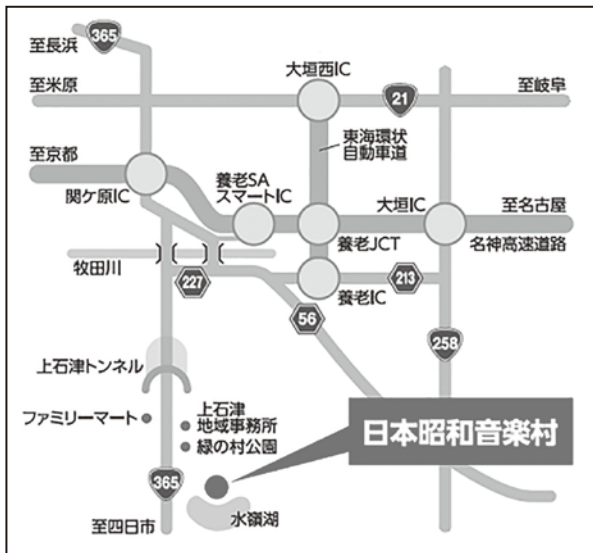 365
至長浜
大垣西IC
至米原
21
至岐阜
東海環状
自動車道
至京都
関ケ原IC
養老SA
スマートIC
大垣IC
至名古屋
養老JCT
名神高速道路
牧田川
227
養老IC
213
56
258
上石津トンネル
ファミリーマート
上石津
地域事務所
緑の村公園
日本昭和音楽村
365
水嶺湖
至四日市